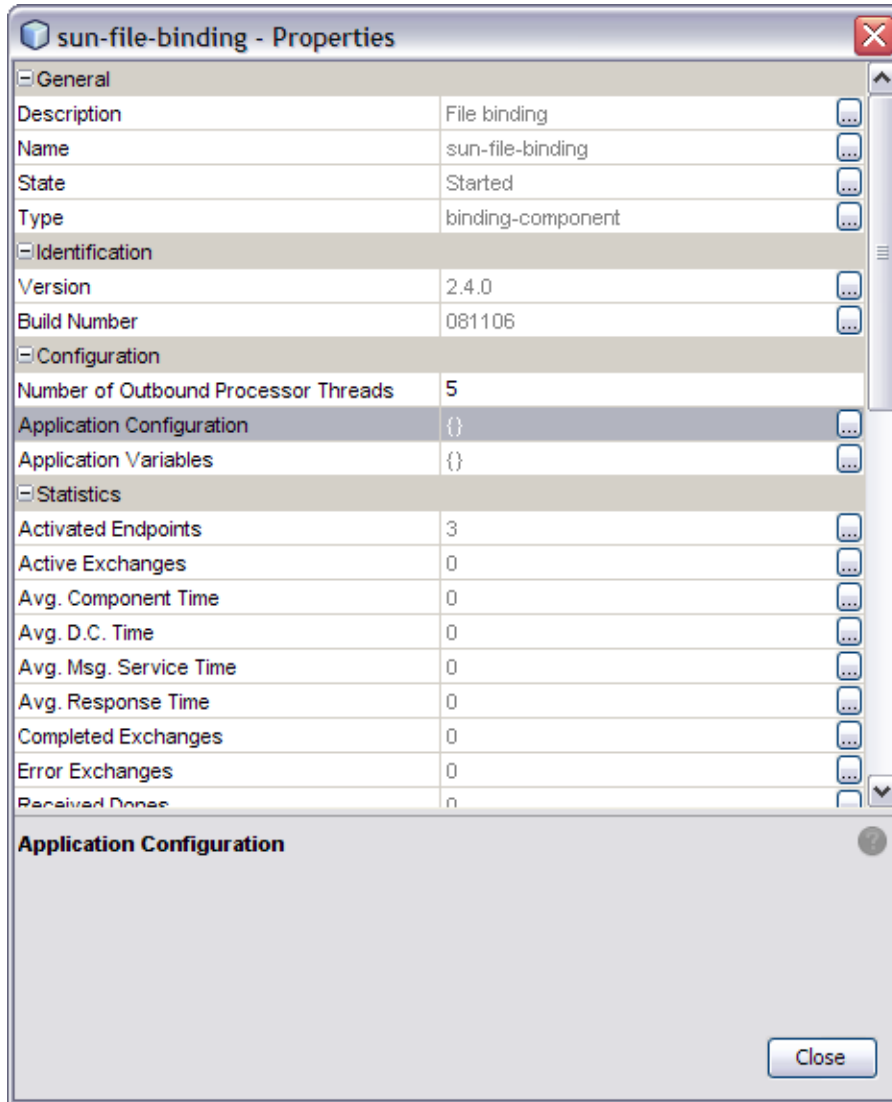 sun-file-binding - Properties
General
Description File binding ...
Name sun-file-binding ...
State Started ...
Type binding-component ...
Identification
Version 2.4.0 ...
Build Number 081106 ...
Configuration
Number of Outbound Processor Threads 5
Application Configuration {} ...
Application Variables {} ...
Statistics
Activated Endpoints 3 ...
Active Exchanges 0 ...
Avg. Component Time 0 ...
Avg. D.C. Time 0 ...
Avg. Msg. Service Time 0 ...
Avg. Response Time 0 ...
Completed Exchanges 0 ...
Error Exchanges 0 ...
Received Dones 0
Application Configuration ?
Close